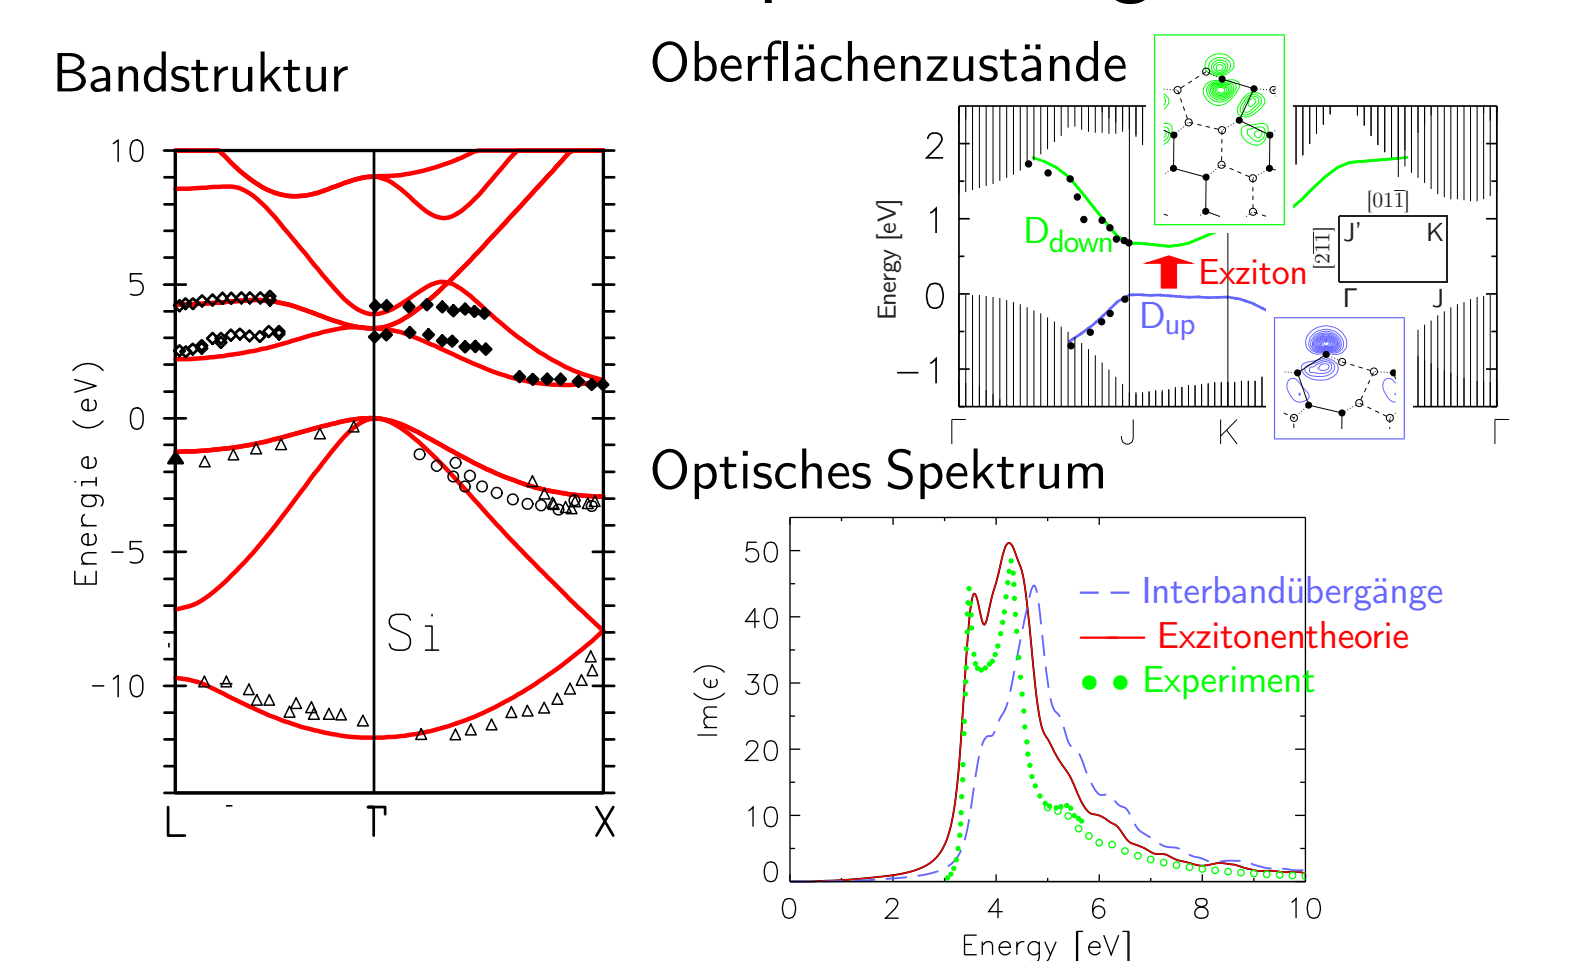 Bandstruktur
10
5
0
-5
-10
Energie (eV)
Si
L
Γ
X
Oberflächenzustände
2
1
0
-1
Energy [eV]
D_down
Exziton
D_up
[011̅]
[21̅1̅]
J'
K
Γ
J
Γ
J
K
Γ
Optisches Spektrum
50
40
30
20
10
0
Im(ϵ)
Interbandübergänge
Exzitonentheorie
Experiment
0
2
4
6
8
10
Energy [eV]